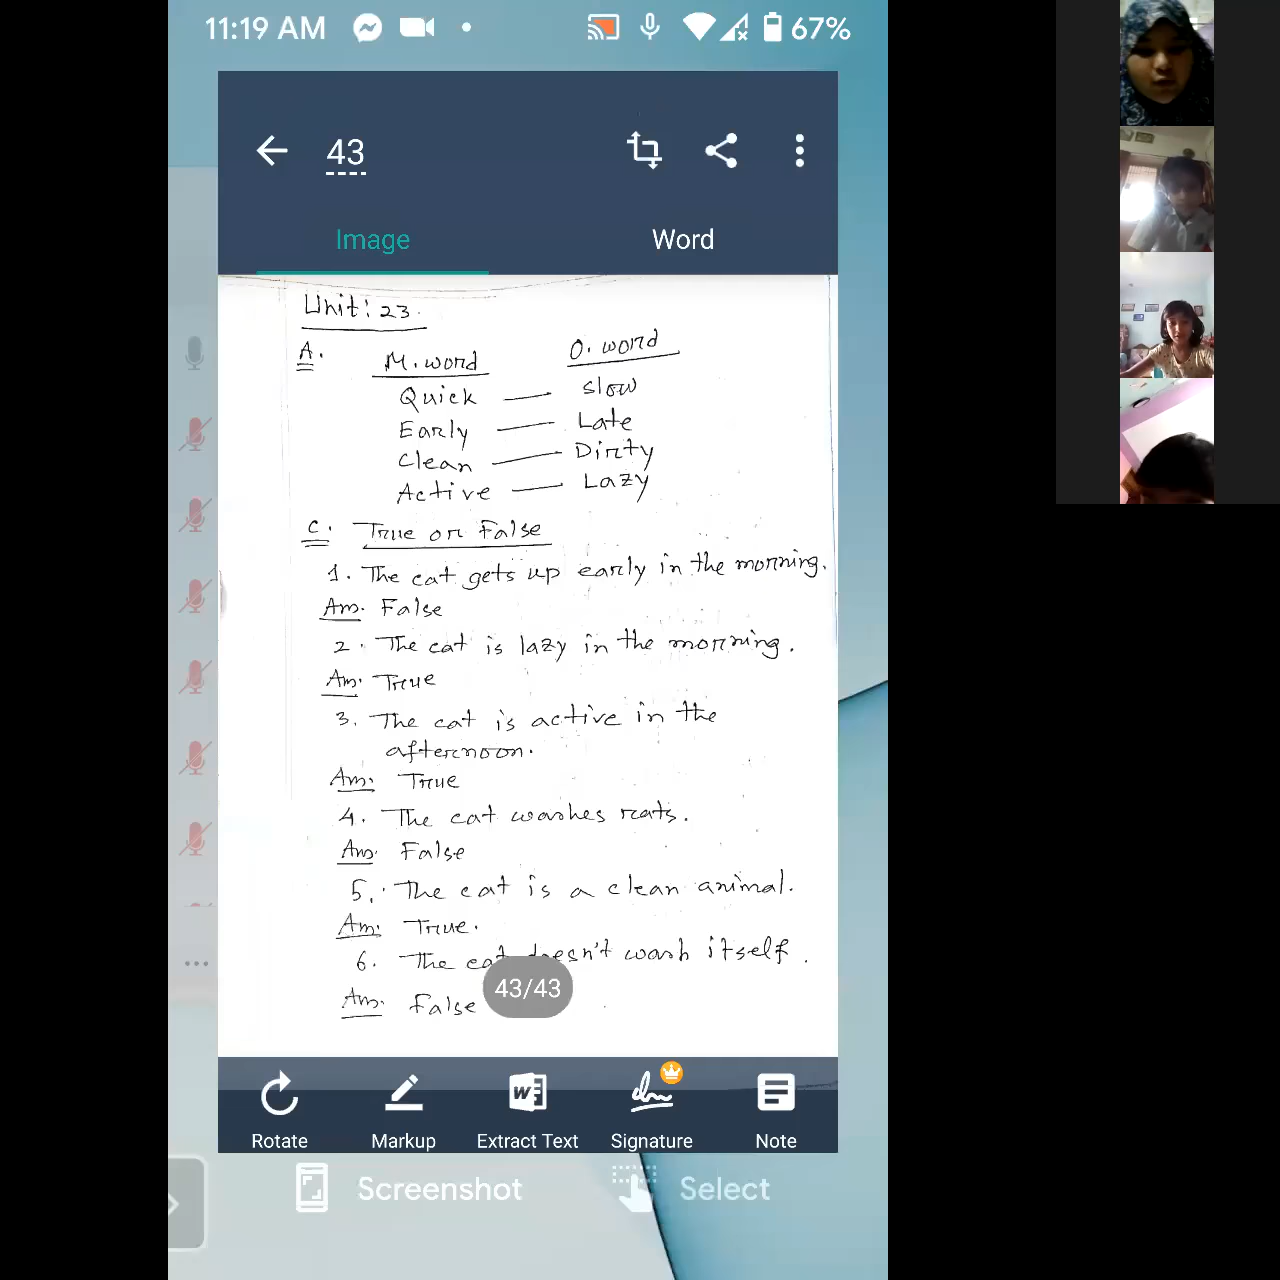 11:19 AM 67%
43
Image Word
Unit: 23.
A.
M. word O. word
Quick — slow
Early — Late
Clean — Dirty
Active — Lazy
C. True or False
1. The cat gets up early in the morning.
Ans. False
2. The cat is lazy in the morning.
Ans: True
3. The cat is active in the
afternoon.
Ans: True
4. The cat washes rats.
Ans: False
5. The cat is a clean animal.
Ans: True.
6. The cat doesn't wash itself.
Ans: False
43/43
Rotate Markup Extract Text Signature Note
Screenshot Select